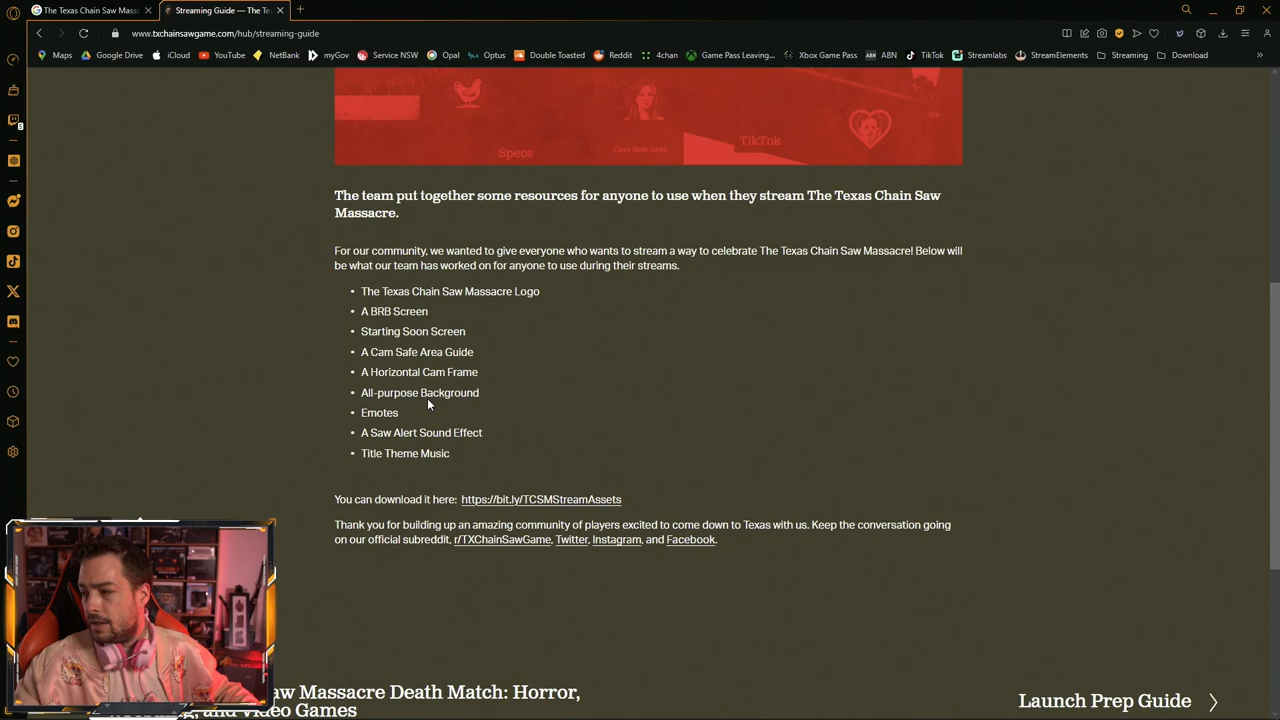 The Texas Chain Saw Massa
Streaming Guide — The Te
www.txchainsawgame.com/hub/streaming-guide
Maps
Google Drive
iCloud
YouTube
NetBank
myGov
Service NSW
Opal
Optus
Double Toasted
Reddit
4chan
Game Pass Leaving...
Xbox Game Pass
ABN ABN
TikTok
Streamlabs
StreamElements
Streaming
Download
Specs
Cam Safe Area
TikTok
The team put together some resources for anyone to use when they stream The Texas Chain Saw
Massacre.
For our community, we wanted to give everyone who wants to stream a way to celebrate The Texas Chain Saw Massacre! Below will
be what our team has worked on for anyone to use during their streams.
• The Texas Chain Saw Massacre Logo
• A BRB Screen
• Starting Soon Screen
• A Cam Safe Area Guide
• A Horizontal Cam Frame
• All-purpose Background
• Emotes
• A Saw Alert Sound Effect
• Title Theme Music
You can download it here: https://bit.ly/TCSMStreamAssets
Thank you for building up an amazing community of players excited to come down to Texas with us. Keep the conversation going
on our official subreddit, r/TXChainSawGame, Twitter, Instagram, and Facebook.
aw Massacre Death Match: Horror,
and Video Games
Launch Prep Guide